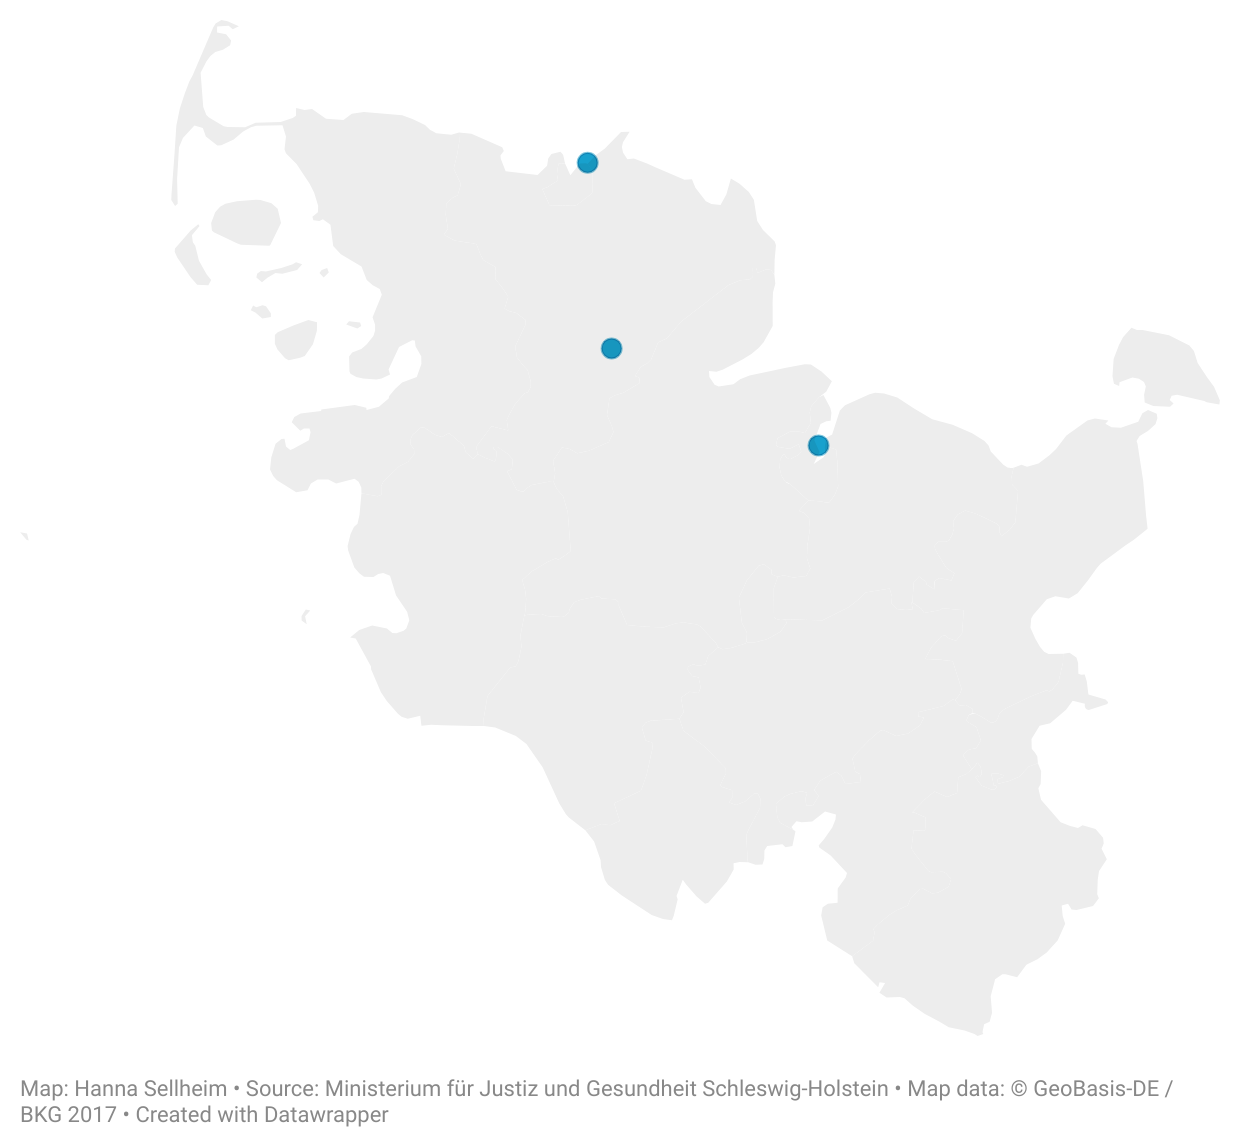 Map: Hanna Sellheim • Source: Ministerium für Justiz und Gesundheit Schleswig-Holstein • Map data: © GeoBasis-DE /
BKG 2017 • Created with Datawrapper